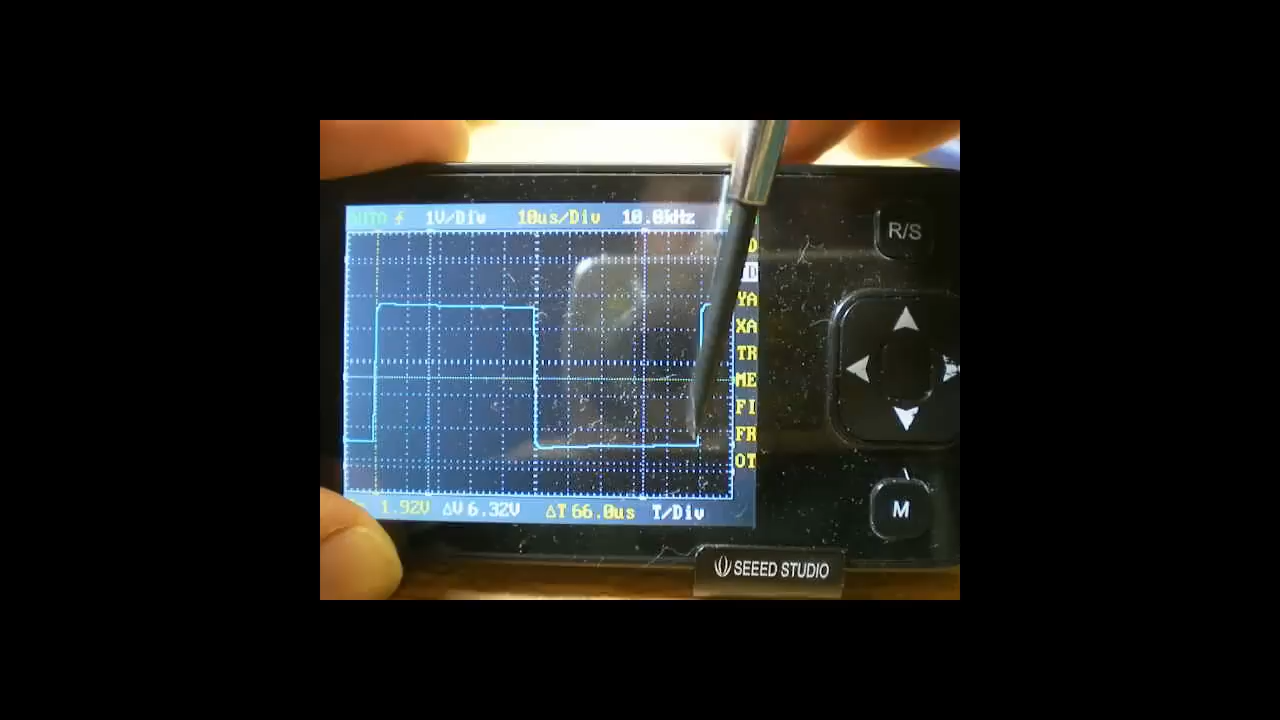 AUTO 1V/Div 10us/Div 10.0kHz
YA
XA
TR
ME
FI
FR
OT
1.92V ΔV 6.32V ΔT 66.0us T/Div
R/S
M
SEEED STUDIO